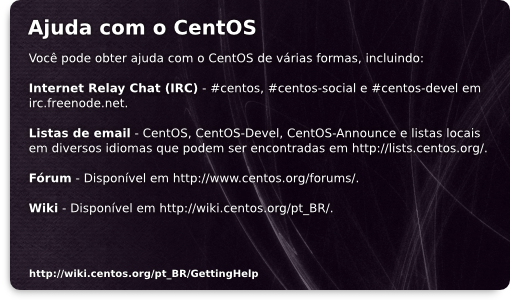 Ajuda com o CentOS
Você pode obter ajuda com o CentOS de várias formas, incluindo:
Internet Relay Chat (IRC) - #centos, #centos-social e #centos-devel em
irc.freenode.net.
Listas de email - CentOS, CentOS-Devel, CentOS-Announce e listas locais
em diversos idiomas que podem ser encontradas em http://lists.centos.org/.
Fórum - Disponível em http://www.centos.org/forums/.
Wiki - Disponível em http://wiki.centos.org/pt_BR/.
http://wiki.centos.org/pt_BR/GettingHelp